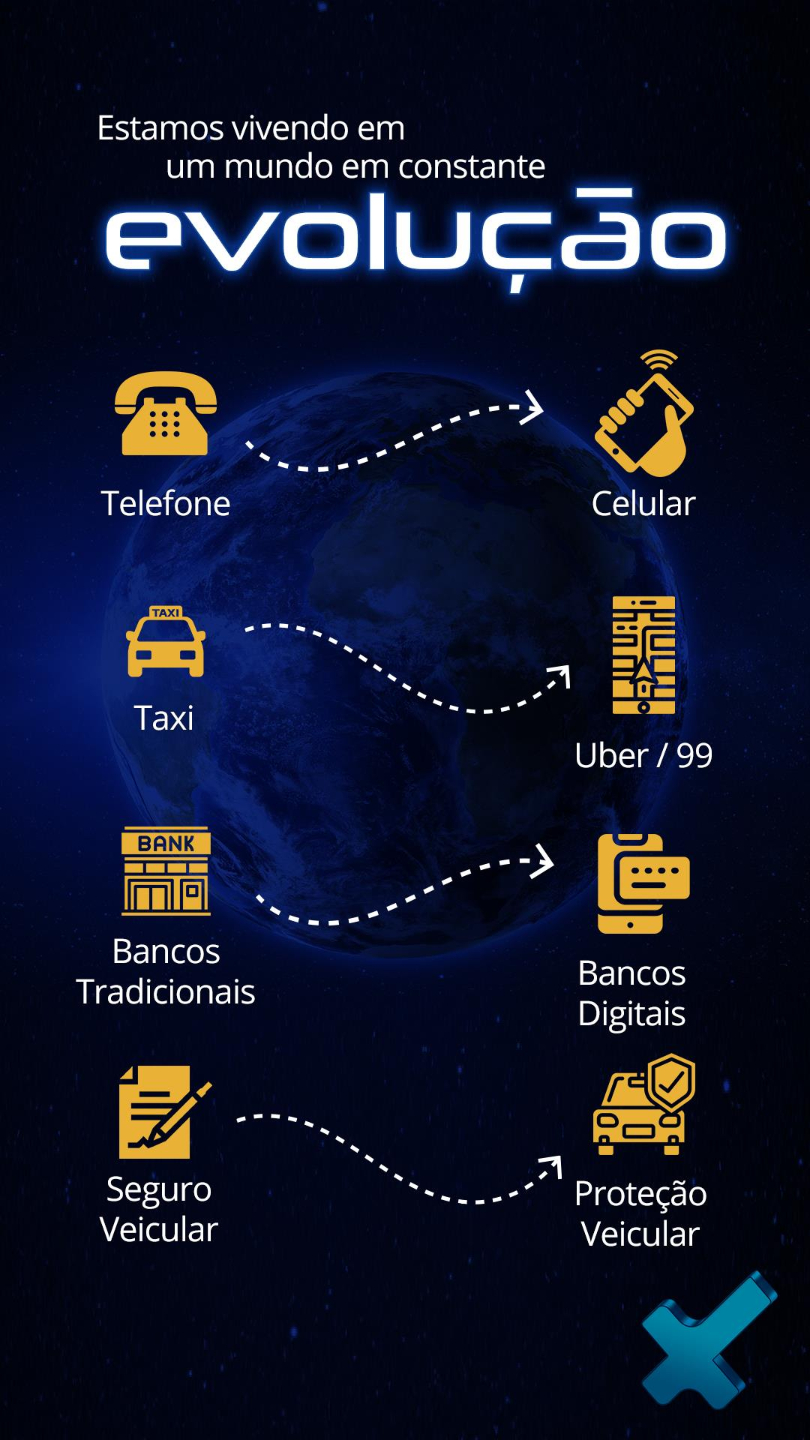 Estamos vivendo em
um mundo em constante
evolução
Telefone
Celular
TAXI
Taxi
Uber / 99
BANK
Bancos
Tradicionais
Bancos
Digitais
Seguro
Veicular
Proteção
Veicular